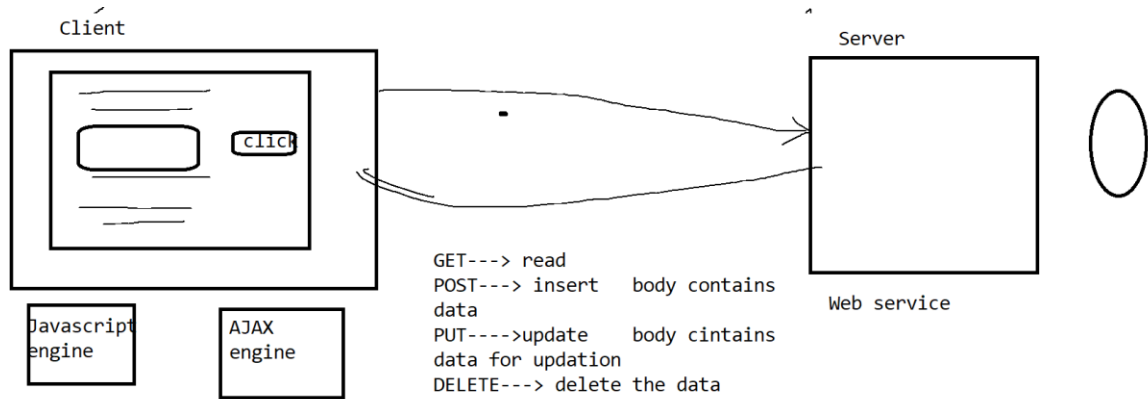 Client
Server
click
GET---> read
POST---> insert   body contains
data
PUT---->update    body cintains
data for updation
DELETE---> delete the data
Web service
Javascript
engine
AJAX
engine